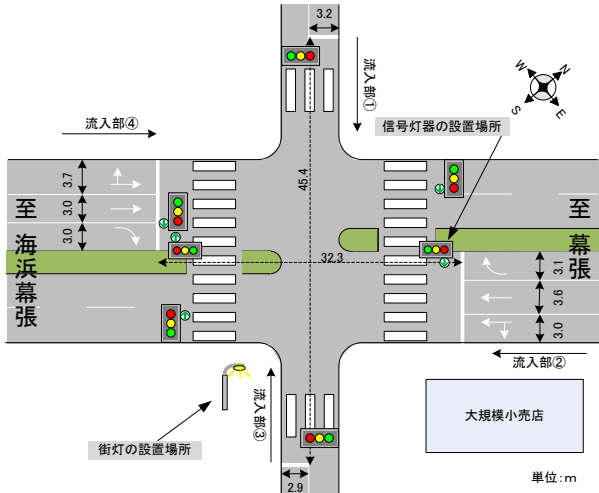 3.2
流入部①
W
N
S
E
流入部④
信号灯器の設置場所
3.7
3.0
3.0
45.4
32.3
至 海浜幕張
至 幕張
3.1
3.6
3.0
流入部②
流入部③
大規模小売店
街灯の設置場所
2.9
単位:m